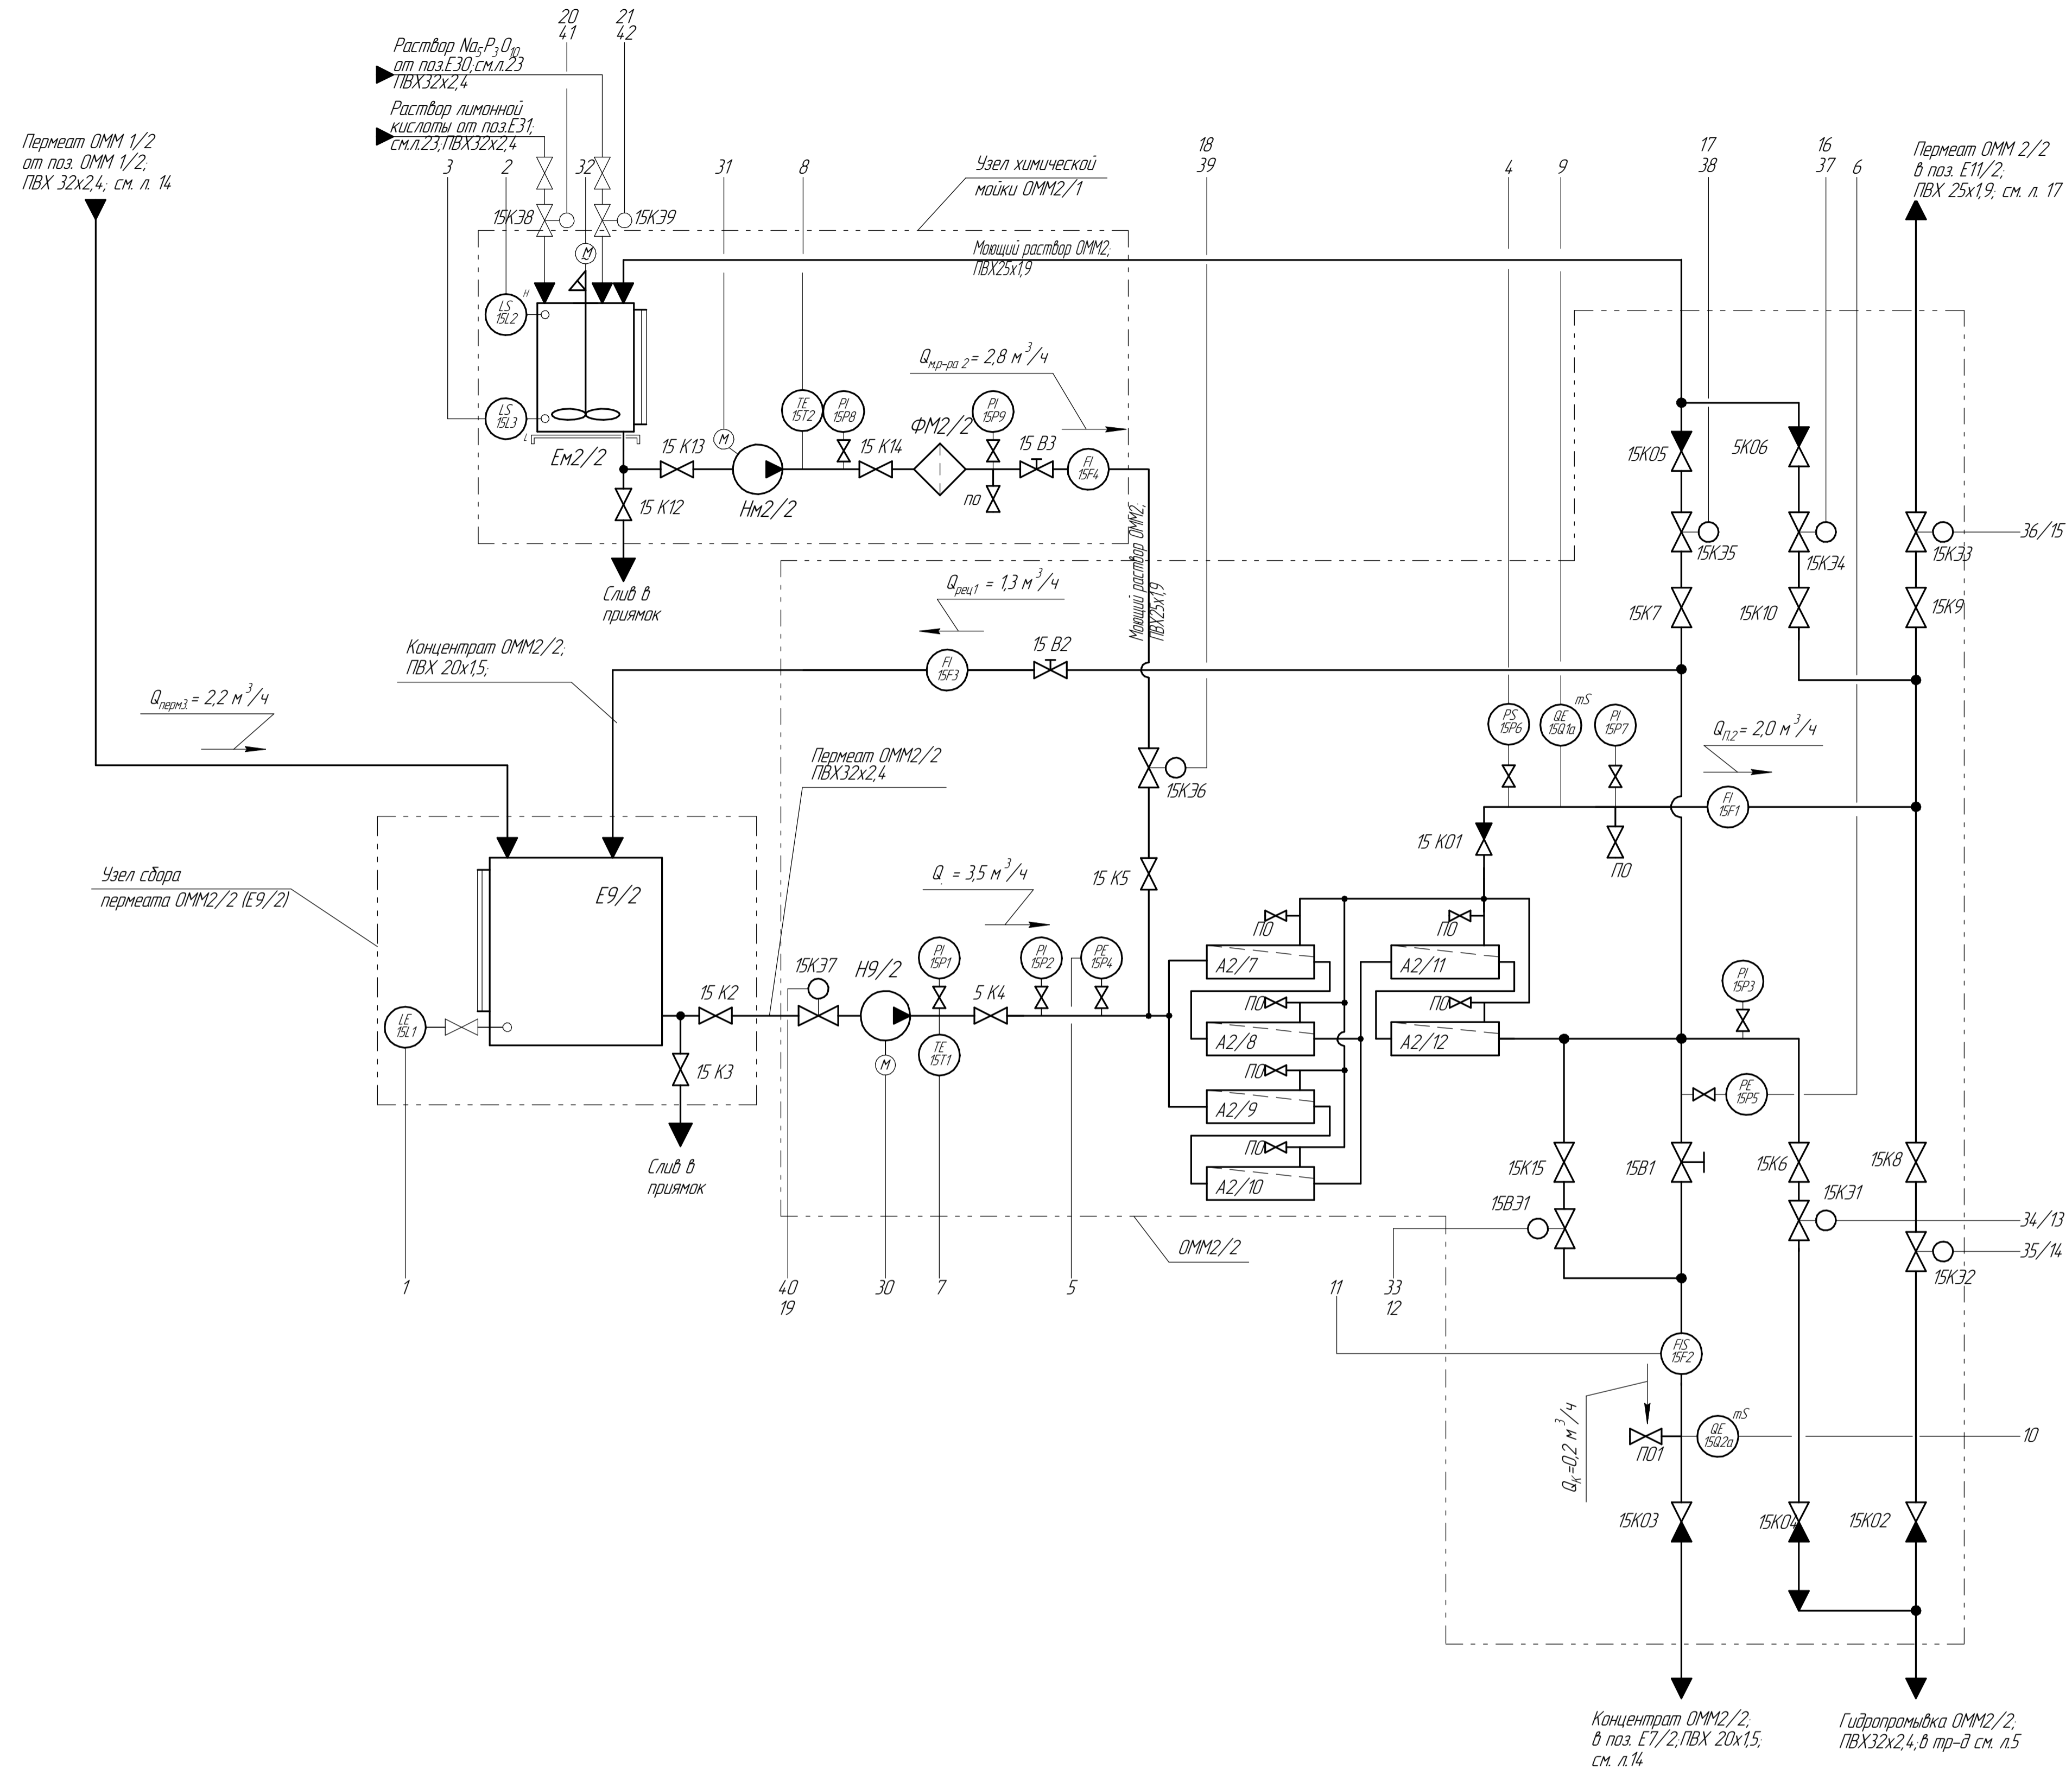 20
41
21
42
Раствор Na5P3O10
от поз.Е30;см.л.23
ПВХ32х2,4
Раствор лимонной
кислоты от поз.Е31;
см.л.23;ПВХ32х2,4
Пермеат ОММ 1/2
от поз. ОММ 1/2;
ПВХ 32х2,4; см. л. 14
3
2
32
31
8
Узел химической
мойки ОММ2/1
18
39
4
9
17
38
16
37
6
Пермеат ОММ 2/2
в поз. Е11/2;
ПВХ 25х1,9; см. л. 17
15КЭ8
15КЭ9
М
Моющий раствор ОММ2;
ПВХ25х1,9
LS
15L2
H
LS
15L3
L
Ем2/2
М
TE
15T2
PI
15P8
PI
15P9
Qм.р-ра 2 = 2,8 м3/ч
ФМ2/2
15 К13
15 К14
15 В3
FI
15F4
Нм2/2
ПО
15 К12
Слив в
приямок
Моющий раствор ОММ2;
ПВХ25х1,9
15КО5
5КО6
15КЭ5
15КЭ4
15КЭ3
36/15
15К7
15К10
15К9
Qрец1 = 1,3 м3/ч
Концентрат ОММ2/2;
ПВХ 20х1,5;
FI
15F3
15 В2
Qперм3. = 2,2 м3/ч
Пермеат ОММ2/2
ПВХ32х2,4
15КЭ6
PS
15P6
QE
15Q1a
mS
PI
15P7
QП.2 = 2,0 м3/ч
FI
15F1
15 КО1
ПО
Узел сбора
пермеата ОММ2/2 (Е9/2)
Е9/2
Q = 3,5 м3/ч
15 К5
ПО
ПО
А2/7
А2/11
15КЭ7
Н9/2
PI
15P1
5 К4
PI
15P2
PE
15P4
15 К2
LE
15L1
ПО
ПО
А2/8
А2/12
PI
15P3
М
TE
15T1
15 К3
ПО
А2/9
PE
15P5
ПО
А2/10
Слив в
приямок
15К15
15В1
15К6
15К8
15ВЭ1
15КЭ1
34/13
35/14
15КЭ2
ОММ2/2
1
40
19
30
7
5
11
33
12
FIS
15F2
QК=0,2 м3/ч
QE
15Q2a
mS
10
ПО1
15КО3
15КО4
15КО2
Концентрат ОММ2/2;
в поз. Е7/2;ПВХ 20х1,5;
см. л.14
Гидропромывка ОММ2/2;
ПВХ32х2,4,в тр-д см. л.5